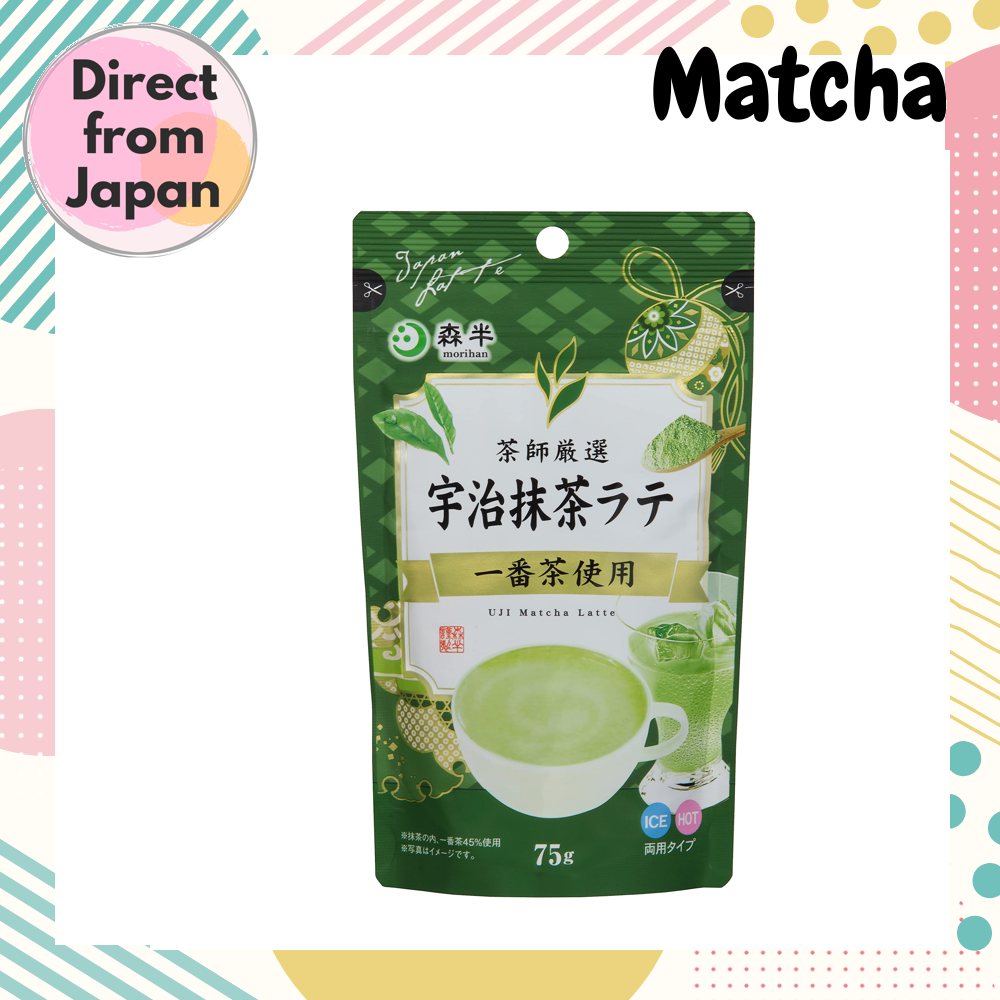 Direct
from
Japan
Matcha
Japan
Latte
森半
morihan
茶師厳選
宇治抹茶ラテ
一番茶使用
UJI Matcha Latte
ICE HOT
両用タイプ
※抹茶の内、一番茶45%使用
※写真はイメージです。
75g